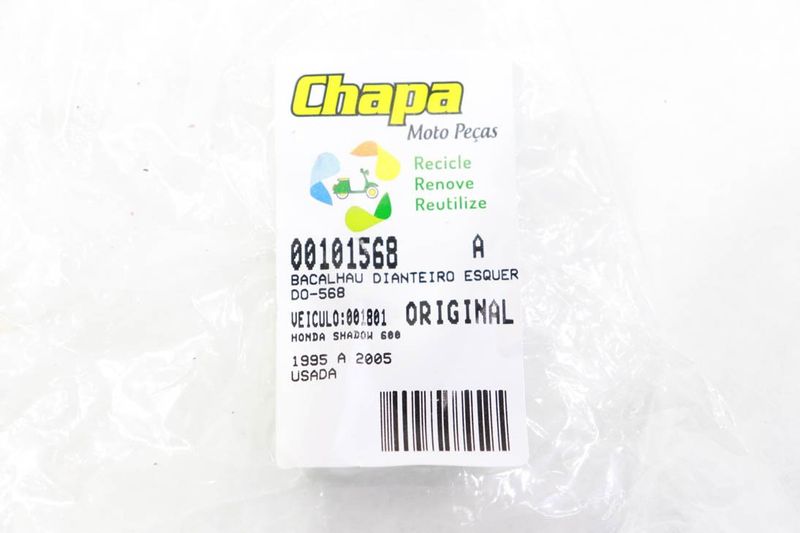 Chapa
Moto Peças
Recicle
Renove
Reutilize
00101568 A
BACALHAU DIANTEIRO ESQUER
DO-568
VEICULO:001801 ORIGINAL
HONDA SHADOW 600
1995 A 2005
USADA